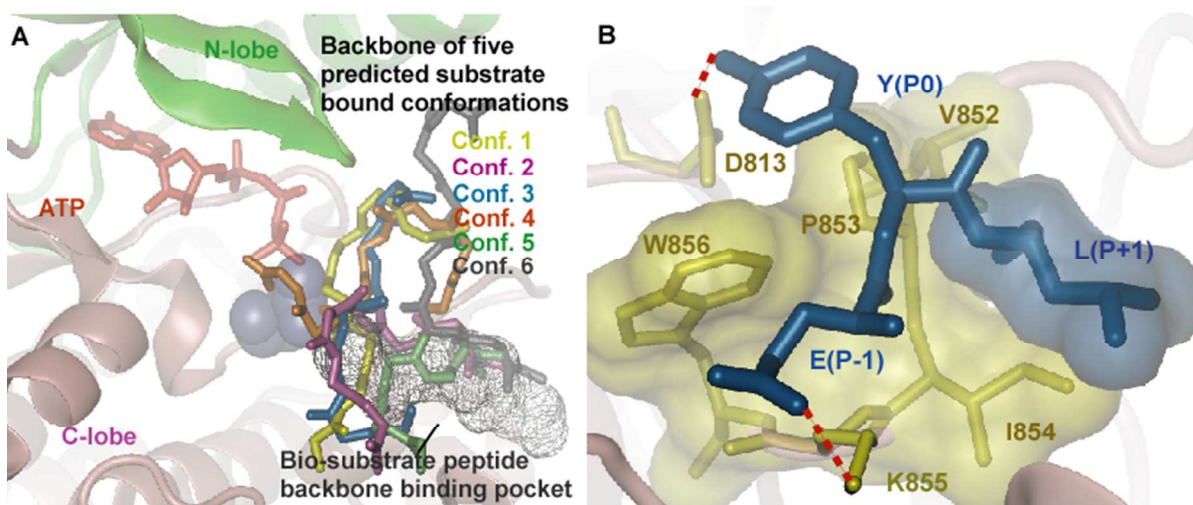 A
N-lobe
Backbone of five
predicted substrate
bound conformations
Conf. 1
Conf. 2
Conf. 3
Conf. 4
Conf. 5
Conf. 6
ATP
C-lobe
Bio-substrate peptide
backbone binding pocket
B
Y(P0)
V852
D813
P853
W856
L(P+1)
E(P-1)
I854
K855